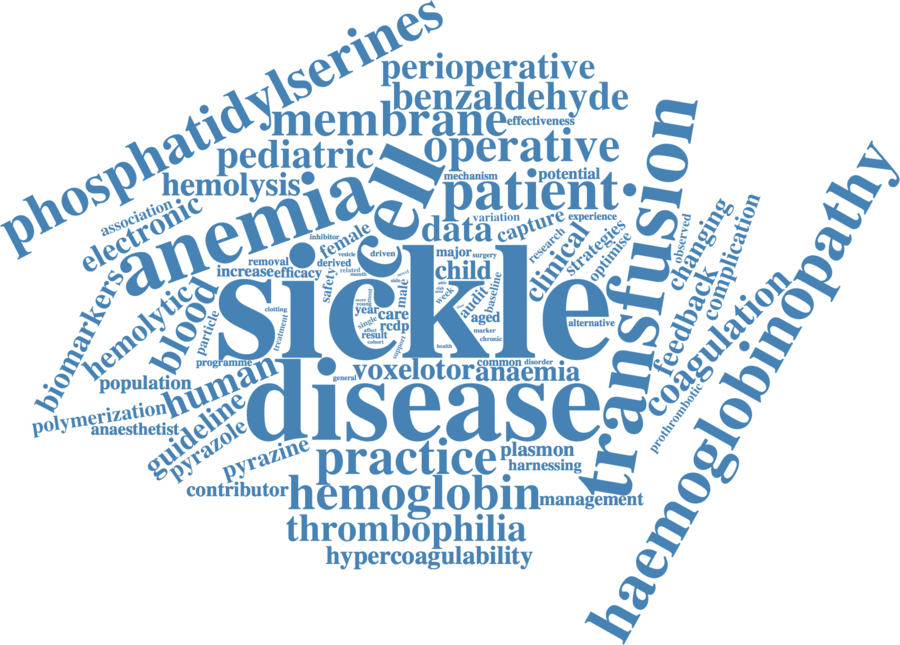 phosphatidylserines
perioperative
benzaldehyde
membrane
effectiveness
operative
pediatric
cell
mechanism
potential
hemolysis
patient
transfusion
haemoglobinopathy
association
electronic
anemia
data
variation
capture
experience
female
inhibitor
clinical
research
strategies
optimise
observed
changing
complication
removal
derived
vesicle
driven
major
surgery
increase
efficacy
safety
related
month
child
sickle
biomarkers
hemolytic
blood
particle
clotting
treatment
year
single
care
male
rcdp
result
effect
cohort
support
week
audit
baseline
aged
marker
chronic
health
alternative
feedback
coagulation
prothrombotic
programme
general
voxelotor
common
disorder
anaemia
population
human
disease
polymerization
anaesthetist
guideline
pyrazole
pyrazine
practice
plasmon
harnessing
contributor
hemoglobin
management
thrombophilia
hypercoagulability